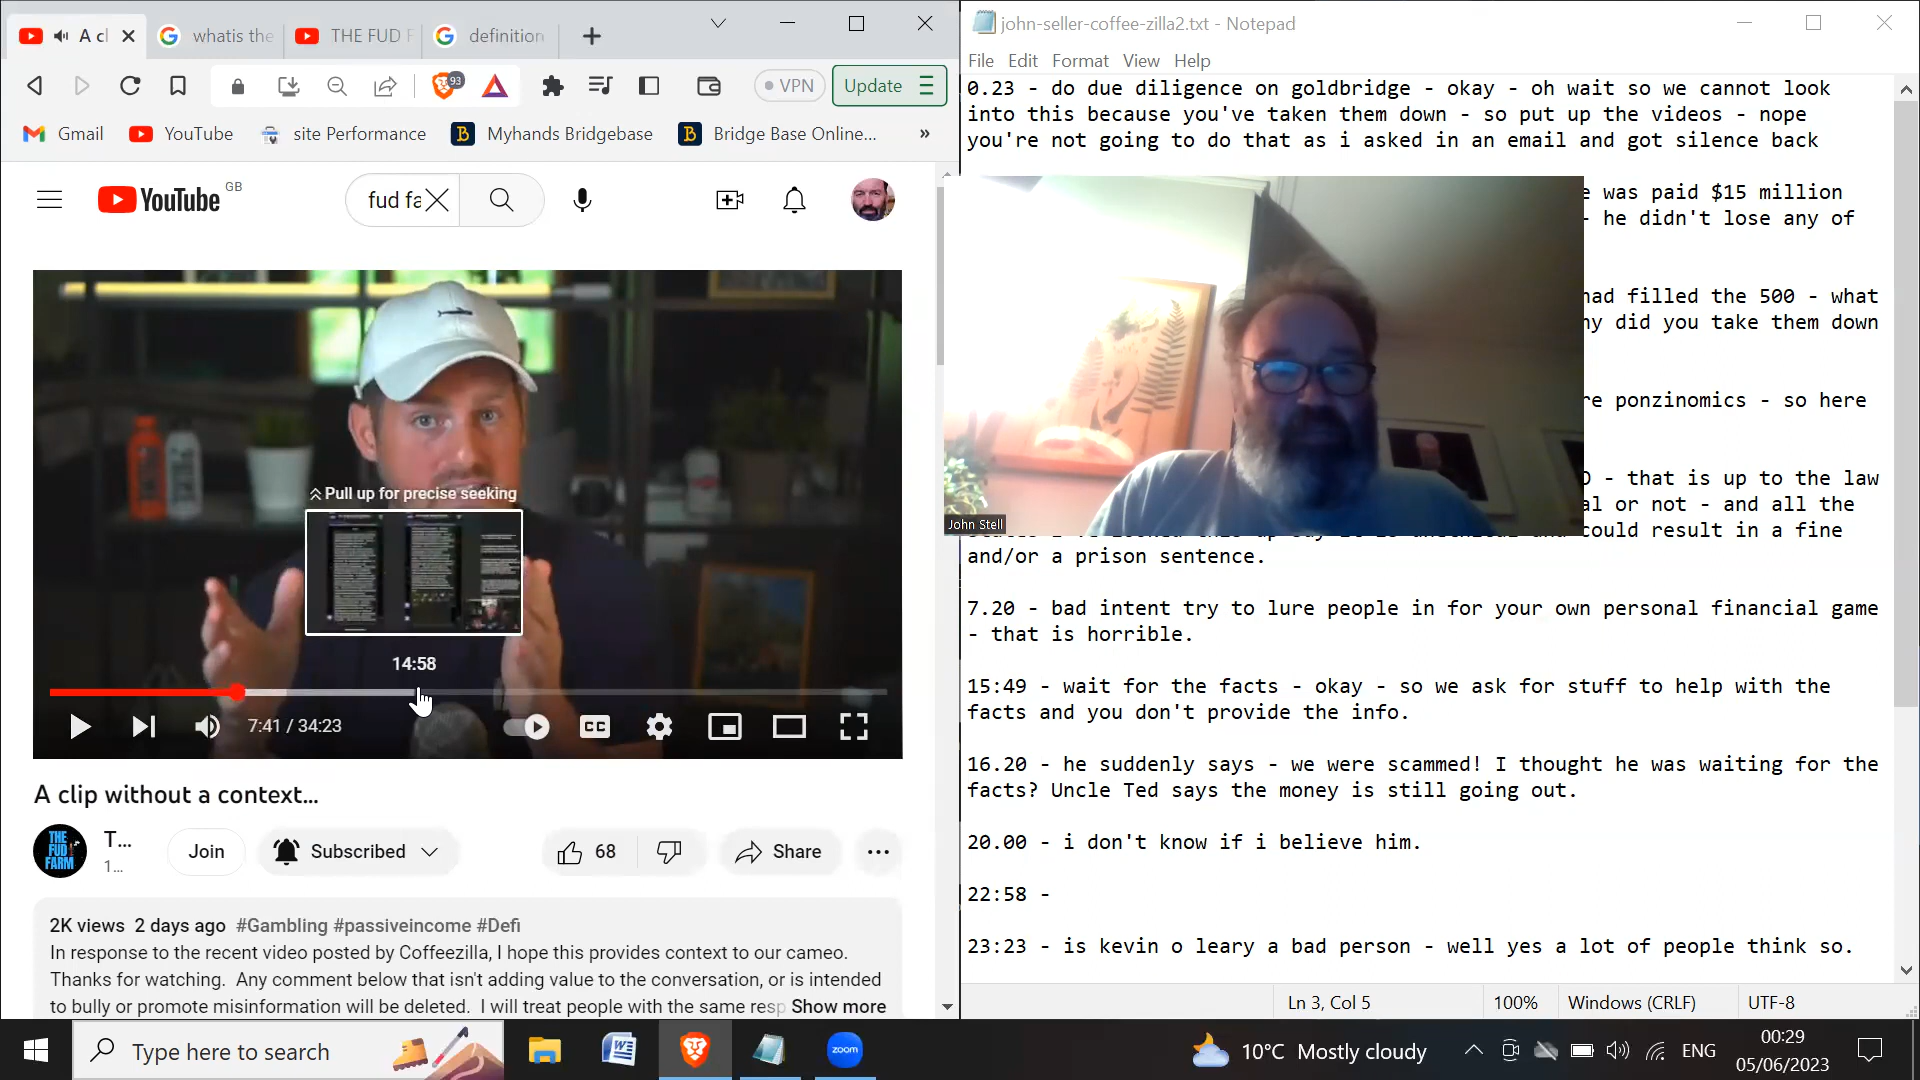 A cl
whatis the
THE FUD F
definition
93
VPN
Update
Gmail
YouTube
site Performance
Myhands Bridgebase
Bridge Base Online...
»
YouTube GB
fud fa
Pull up for precise seeking
14:58
7:41 / 34:23
CC
A clip without a context...
THE FUD FARM
T...
1...
Join
Subscribed
68
Share
2K views 2 days ago #Gambling #passiveincome #Defi
In response to the recent video posted by Coffeezilla, I hope this provides context to our cameo.
Thanks for watching. Any comment below that isn't adding value to the conversation, or is intended
to bully or promote misinformation will be deleted. I will treat people with the same resp Show more
john-seller-coffee-zilla2.txt - Notepad
File Edit Format View Help
0.23 - do due diligence on goldbridge - okay - oh wait so we cannot look
into this because you've taken them down - so put up the videos - nope
you're not going to do that as i asked in an email and got silence back
e was paid $15 million
- he didn't lose any of
had filled the 500 - what
hy did you take them down
re ponzinomics - so here
- that is up to the law
al or not - and all the
could result in a fine
and/or a prison sentence.
7.20 - bad intent try to lure people in for your own personal financial game
- that is horrible.
15:49 - wait for the facts - okay - so we ask for stuff to help with the
facts and you don't provide the info.
16.20 - he suddenly says - we were scammed! I thought he was waiting for the
facts? Uncle Ted says the money is still going out.
20.00 - i don't know if i believe him.
22:58 -
23:23 - is kevin o leary a bad person - well yes a lot of people think so.
John Stell
Ln 3, Col 5
100%
Windows (CRLF)
UTF-8
Type here to search
zoom
10°C Mostly cloudy
ENG
00:29
05/06/2023